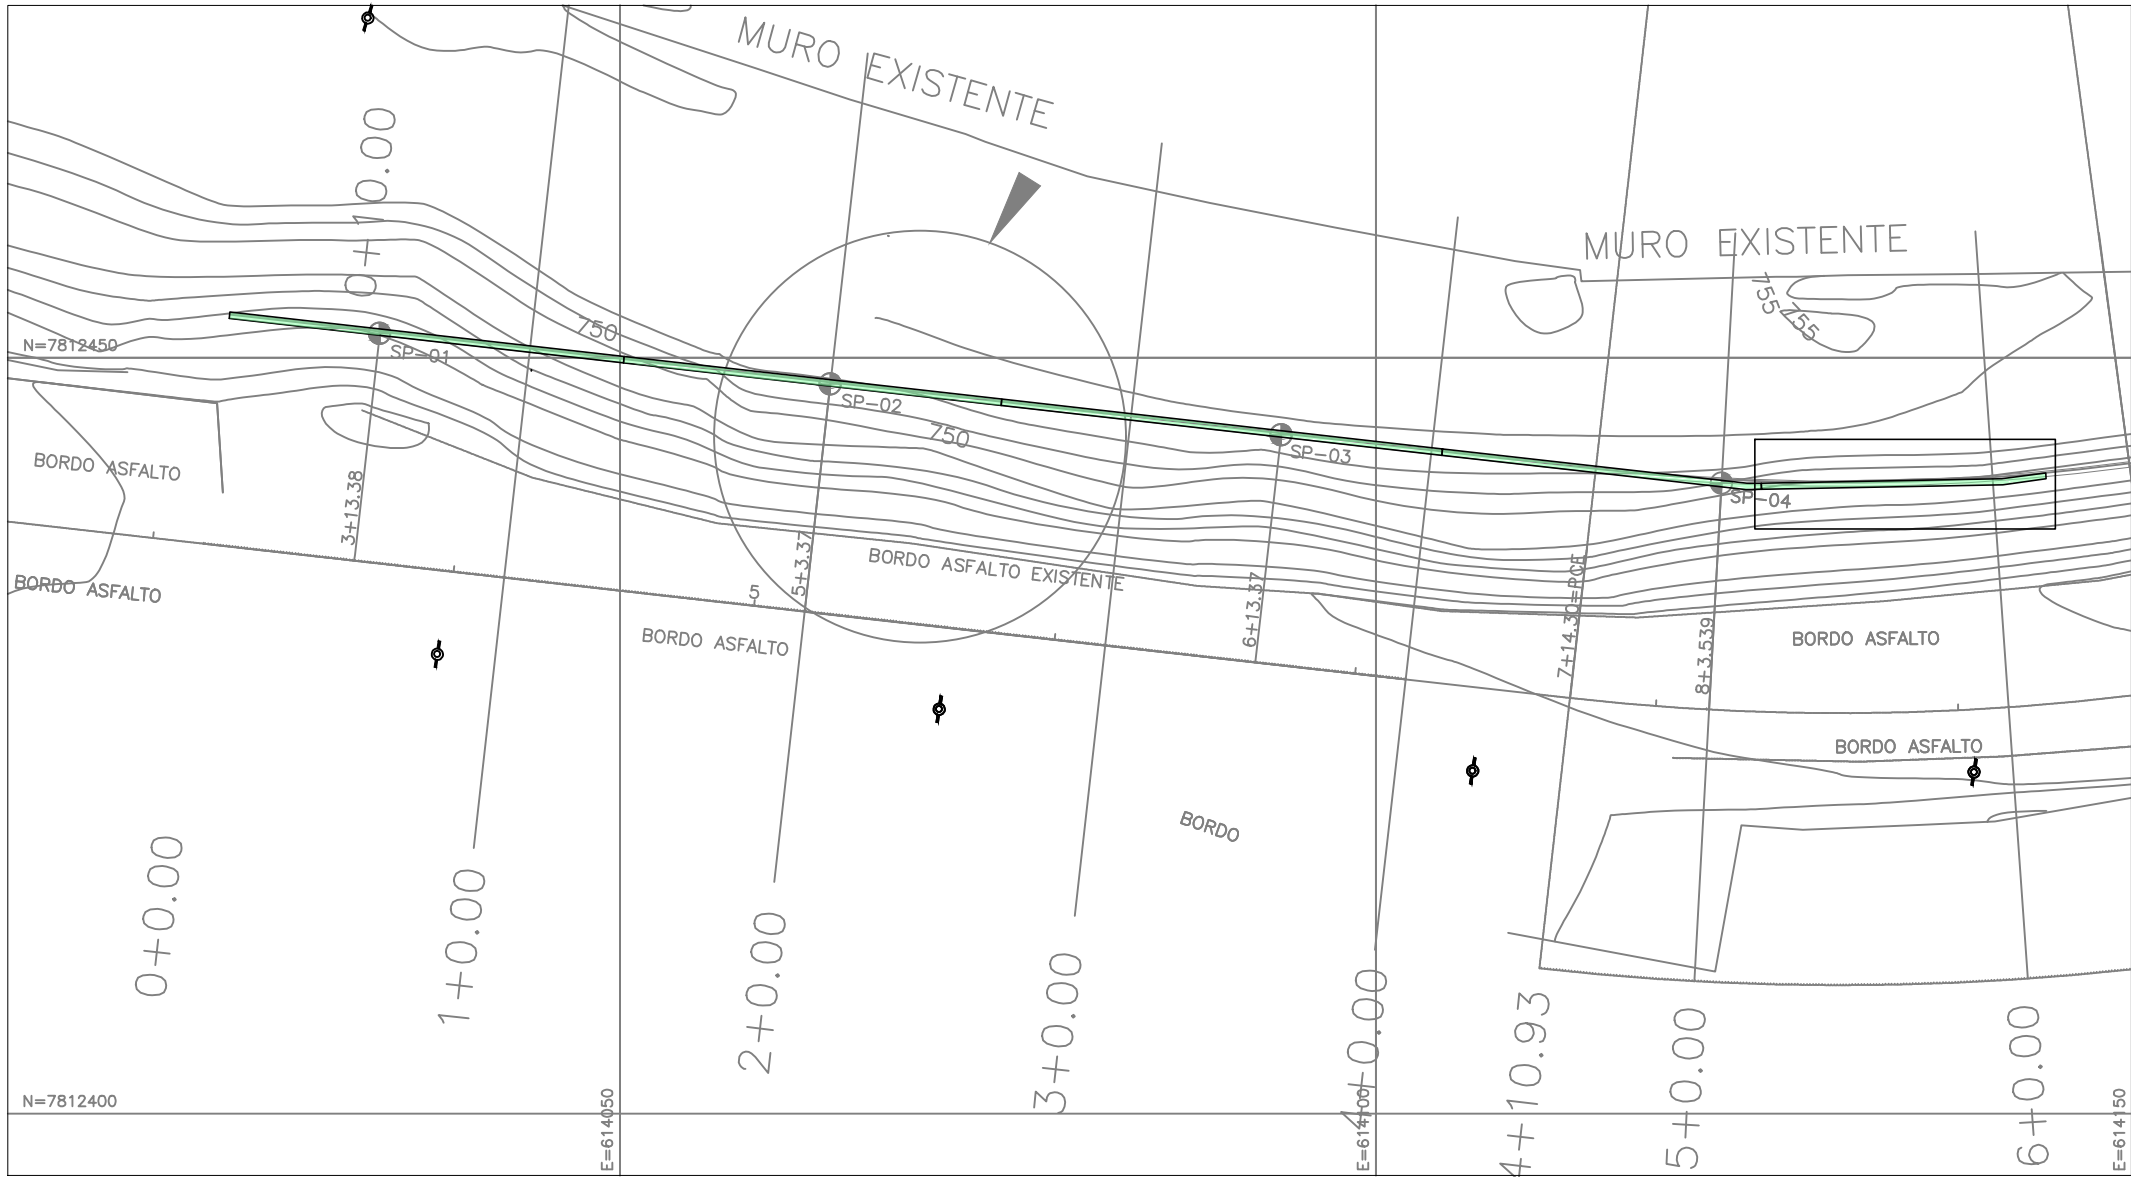 MURO EXISTENTE
0+10.00
MURO EXISTENTE
755
755
750
N=7812450
SP-01
SP-02
750
SP-03
SP-04
BORDO ASFALTO
3+13.38
5+3.37
BORDO ASFALTO EXISTENTE
BORDO ASFALTO
5
6+13.37
7+14.30=PCE
8+3.539
BORDO ASFALTO
BORDO ASFALTO
BORDO ASFALTO
BORDO
0+0.00
1+0.00
2+0.00
3+0.00
4+0.00
4+10.93
5+0.00
6+0.00
N=7812400
E=614050
E=614100
E=614150